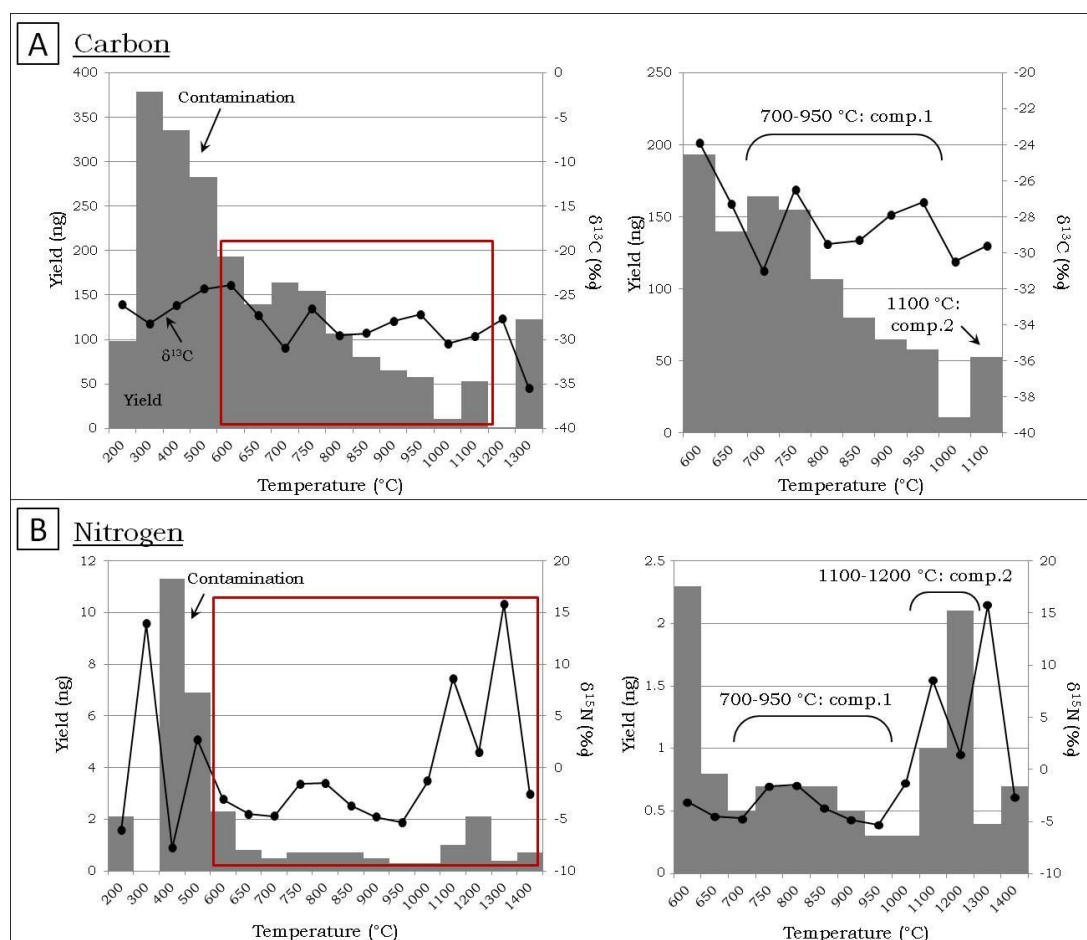 A Carbon
400
350
300
250
200
150
100
50
0
Yield (ng)
Contamination
δ13C
Yield
0
-5
-10
-15
-20
-25
-30
-35
-40
δ13C (‰)
200 300 400 500 600 650 700 750 800 850 900 950 1000 1100 1200 1300
Temperature (°C)
250
200
150
100
50
0
Yield (ng)
700-950 °C: comp.1
1100 °C:
comp.2
-20
-22
-24
-26
-28
-30
-32
-34
-36
-38
-40
δ13C (‰)
600 650 700 750 800 850 900 950 1000 1100
Temperature (°C)
B Nitrogen
12
10
8
6
4
2
0
Yield (ng)
Contamination
20
15
10
5
0
-5
-10
δ15N (‰)
200 300 400 500 600 650 700 750 800 850 900 950 1000 1100 1200 1300 1400
Temperature (°C)
2.5
2
1.5
1
0.5
0
Yield (ng)
1100-1200 °C: comp.2
700-950 °C: comp.1
20
15
10
5
0
-5
-10
δ15N (‰)
600 650 700 750 800 850 900 950 1000 1100 1200 1300 1400
Temperature (°C)